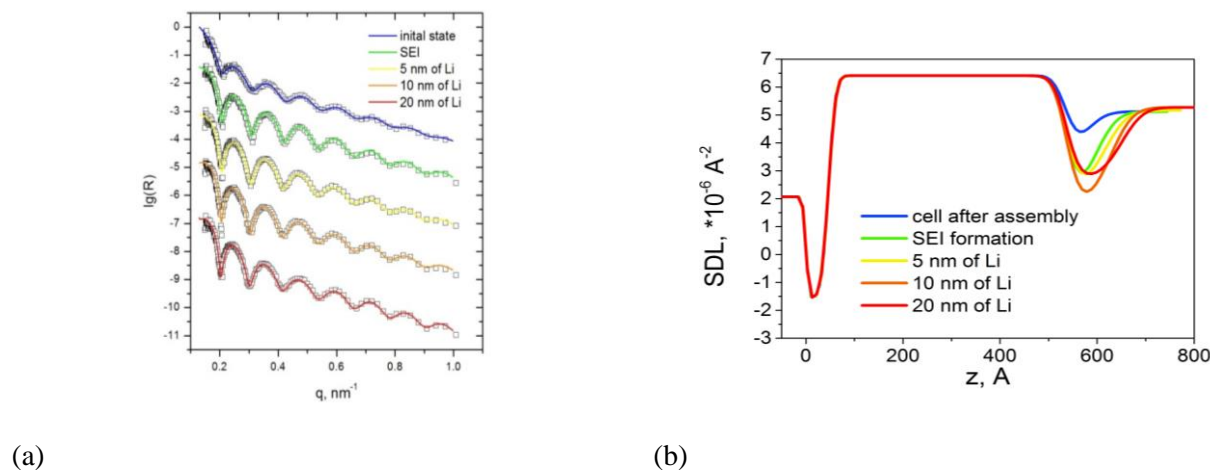 0
-1
-2
-3
-4
-5
-6
-7
-8
-9
-10
-11
lg(R)
inital state
SEI
5 nm of Li
10 nm of Li
20 nm of Li
0.2 0.4 0.6 0.8 1.0
q, nm⁻¹
7
6
5
4
3
2
1
0
-1
-2
-3
SDL, *10⁻⁶ A⁻²
cell after assembly
SEI formation
5 nm of Li
10 nm of Li
20 nm of Li
0 200 400 600 800
z, A
(a) (b)